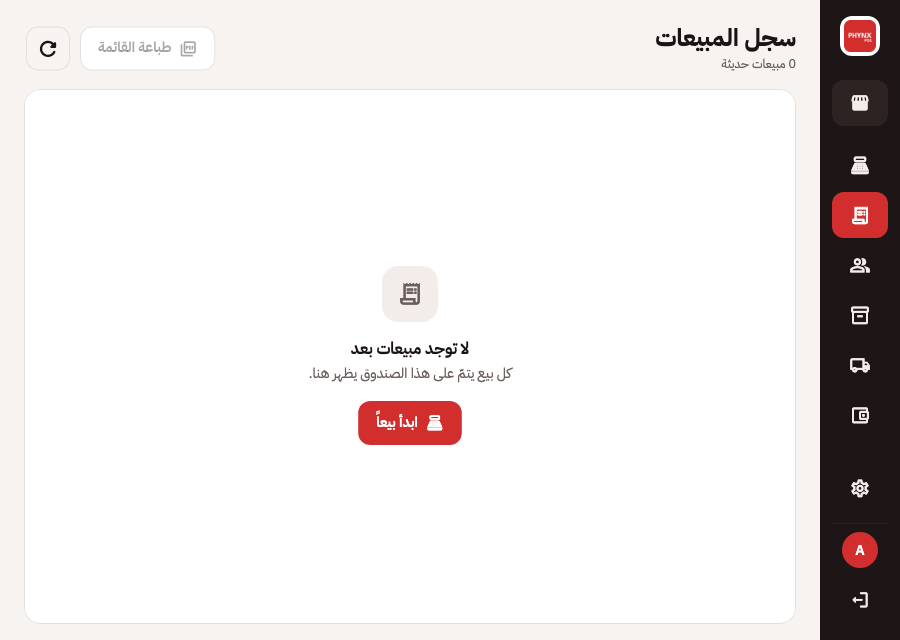 PHYNX
POS
سجل المبيعات
0 مبيعات حديثة
طباعة القائمة
لا توجد مبيعات بعد
كل بيع يتمّ على هذا الصندوق يظهر هنا.
ابدأ بيعاً
A